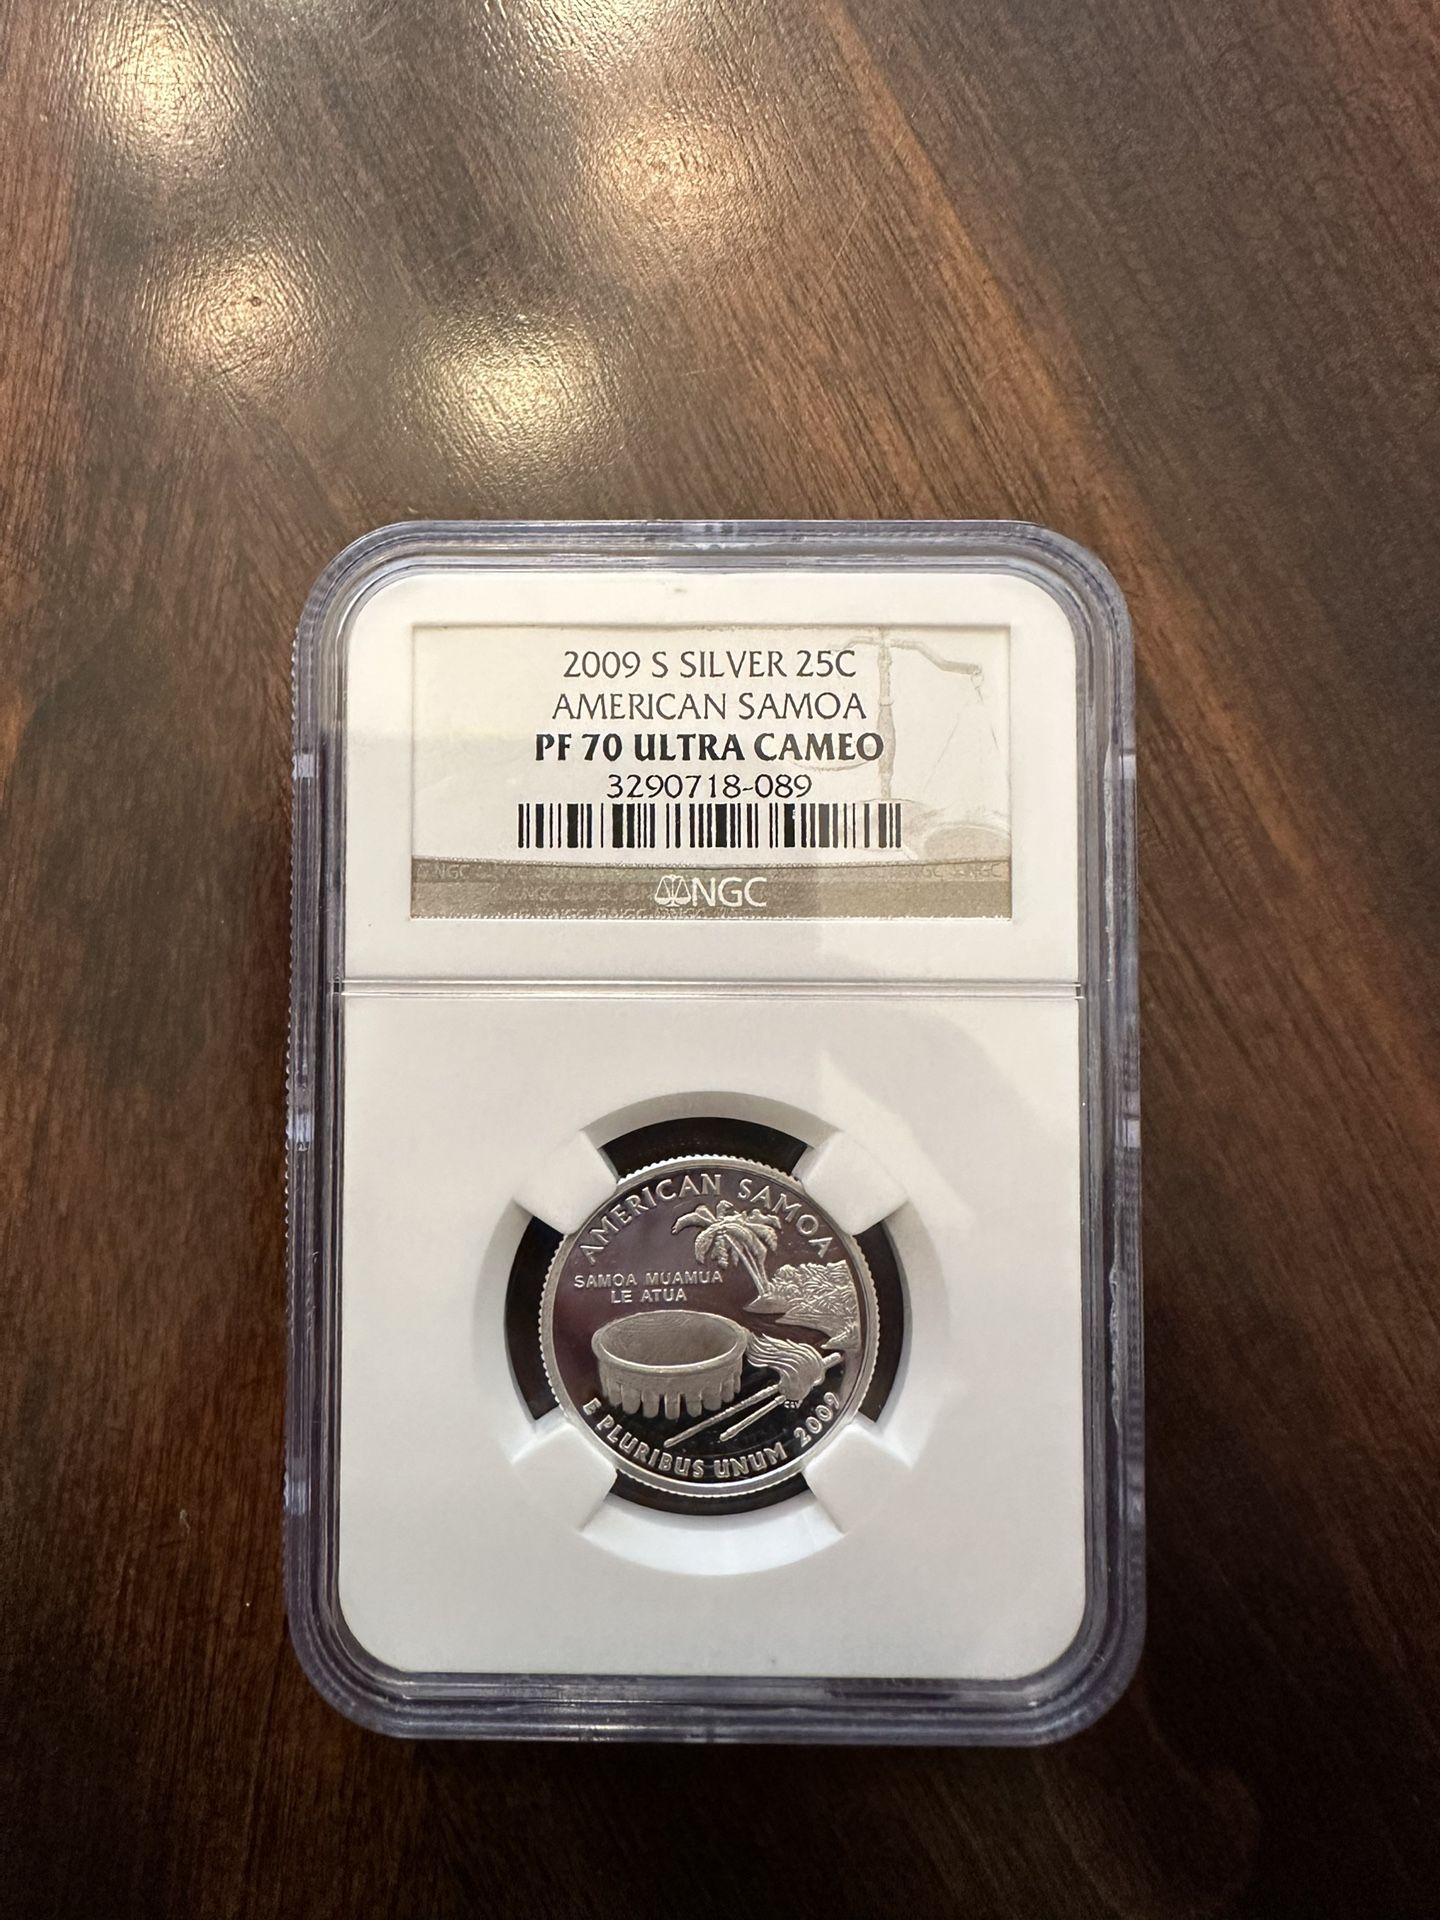 2009 S SILVER 25C
AMERICAN SAMOA
PF 70 ULTRA CAMEO
3290718-089
NGC
AMERICAN SAMOA
SAMOA MUAMUA
LE ATUA
E PLURIBUS UNUM 2009